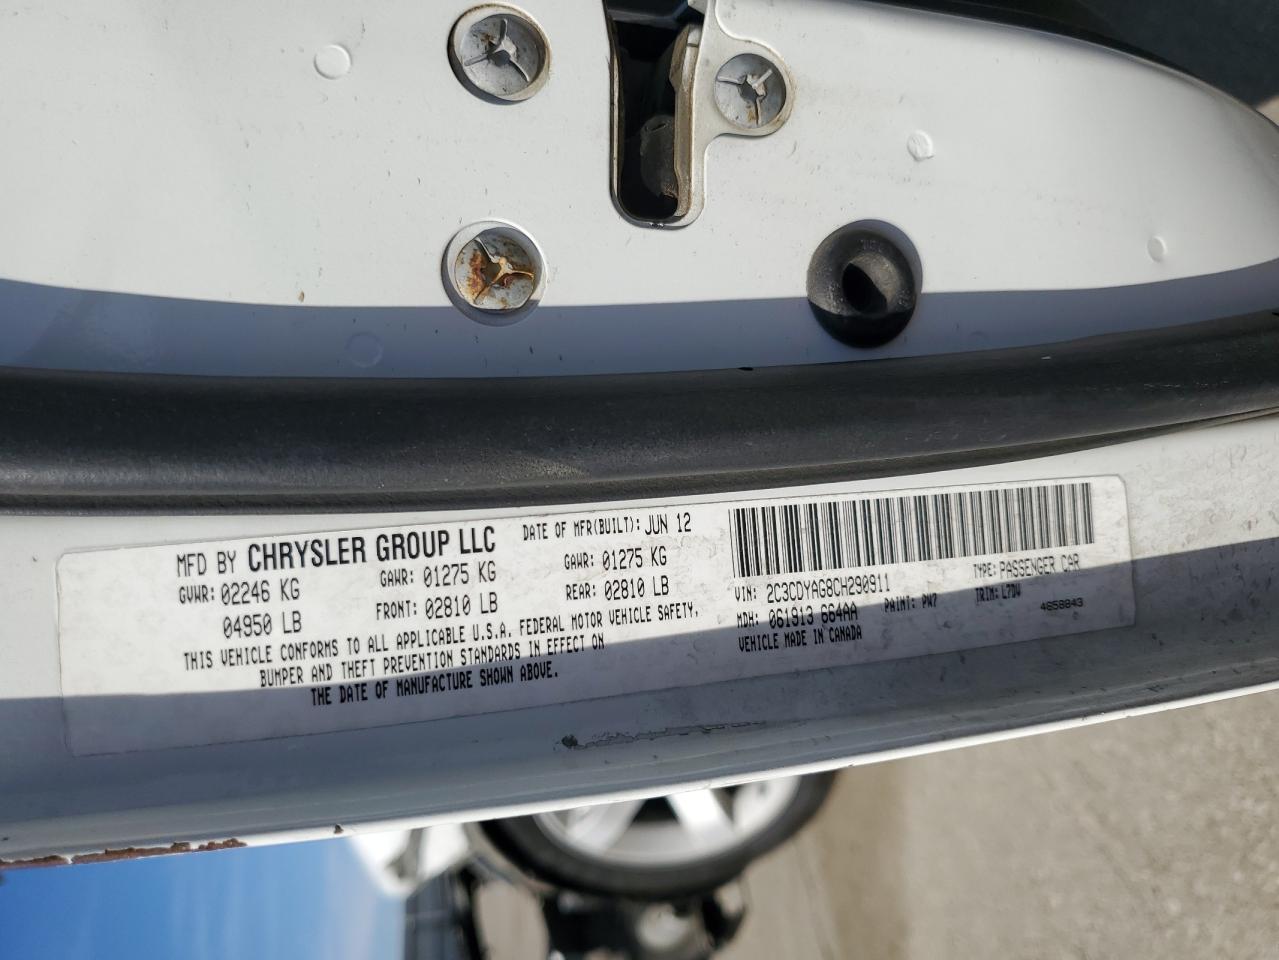 MFD BY CHRYSLER GROUP LLC DATE OF MFR(BUILT): JUN 12
GVWR: 02246 KG GAWR: 01275 KG GAWR: 01275 KG
04950 LB FRONT: 02810 LB REAR: 02810 LB
THIS VEHICLE CONFORMS TO ALL APPLICABLE U.S.A. FEDERAL MOTOR VEHICLE SAFETY,
BUMPER AND THEFT PREVENTION STANDARDS IN EFFECT ON
THE DATE OF MANUFACTURE SHOWN ABOVE.
VIN: 2C3CDYAG8CH290911 TYPE: PASSENGER CAR
MDH: 061913 664AA PAINT: PW7 TRIM: L7DV
VEHICLE MADE IN CANADA 4658843